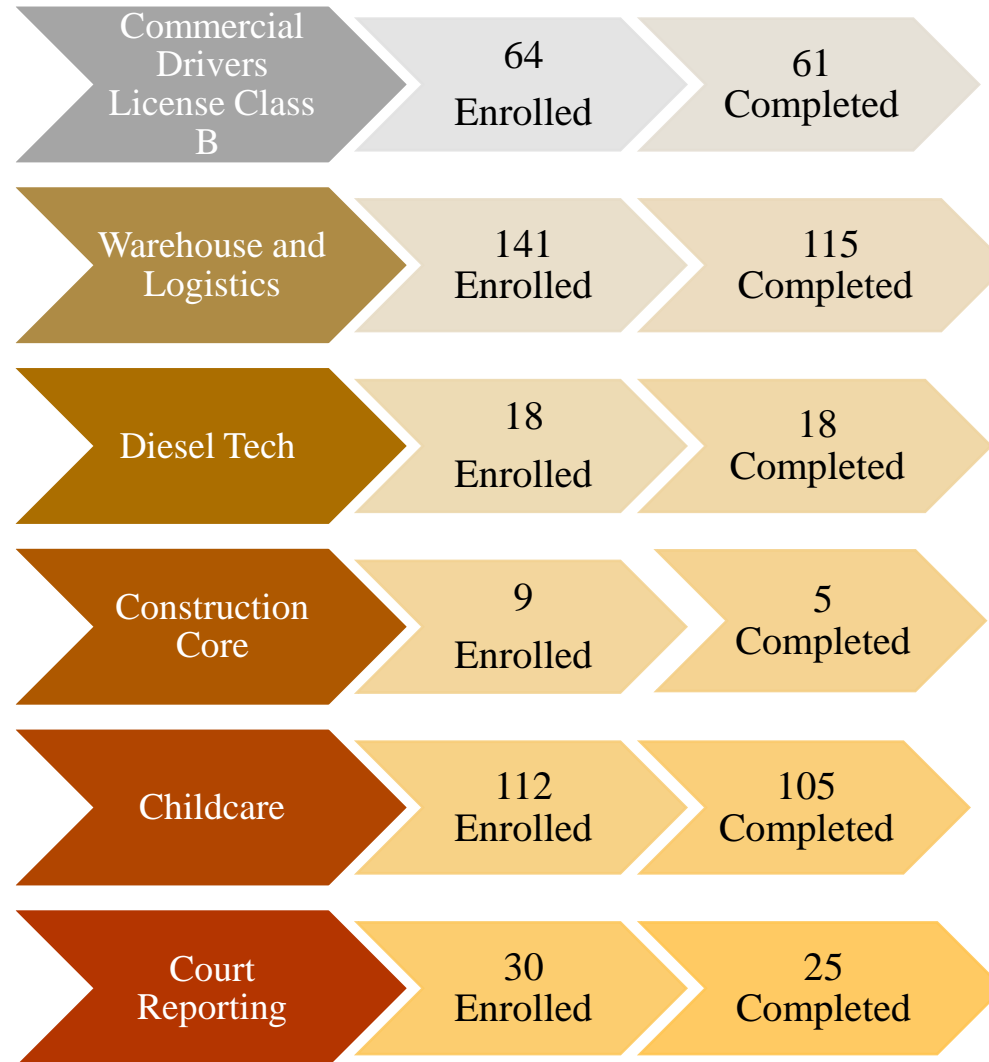 Commercial
Drivers
License Class
B
64
Enrolled
61
Completed
Warehouse and
Logistics
141
Enrolled
115
Completed
Diesel Tech
18
Enrolled
18
Completed
Construction
Core
9
Enrolled
5
Completed
Childcare
112
Enrolled
105
Completed
Court
Reporting
30
Enrolled
25
Completed